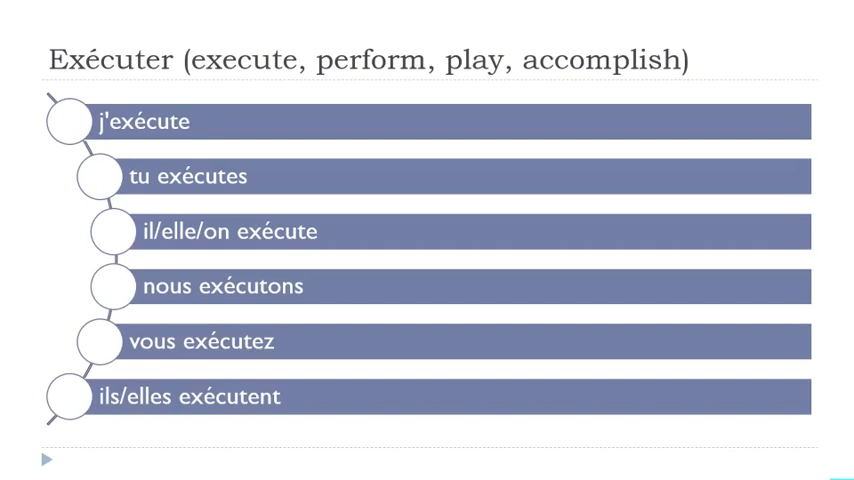 Exécuter (execute, perform, play, accomplish)
j'exécute
tu exécutes
il/elle/on exécute
nous exécutons
vous exécutez
ils/elles exécutent